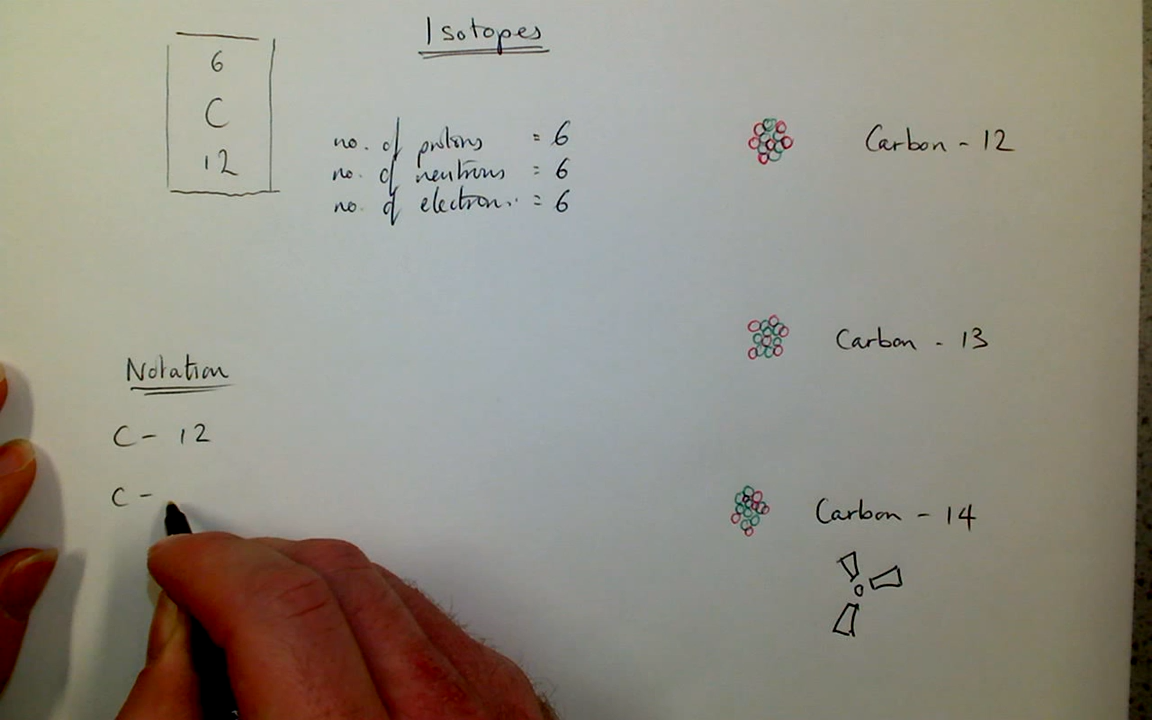 Isotopes
6
C
12
no. of protons = 6
no. of neutrons = 6
no. of electron.. = 6
Carbon - 12
Carbon - 13
Notation
C - 12
C -
Carbon - 14